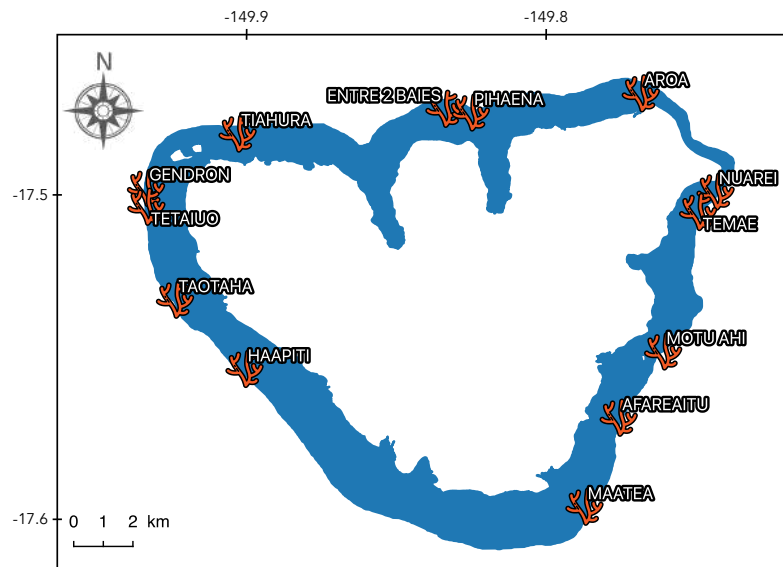 -149.9
-149.8
N
AROA
ENTRE 2 BAIES
PIHAENA
TIAHURA
GENDRON
NUAREI
-17.5
TETAIUO
TEMAE
TAOTAHA
MOTU AHI
HAAPITI
AFAREAITU
MAATEA
-17.6
0 1 2 km